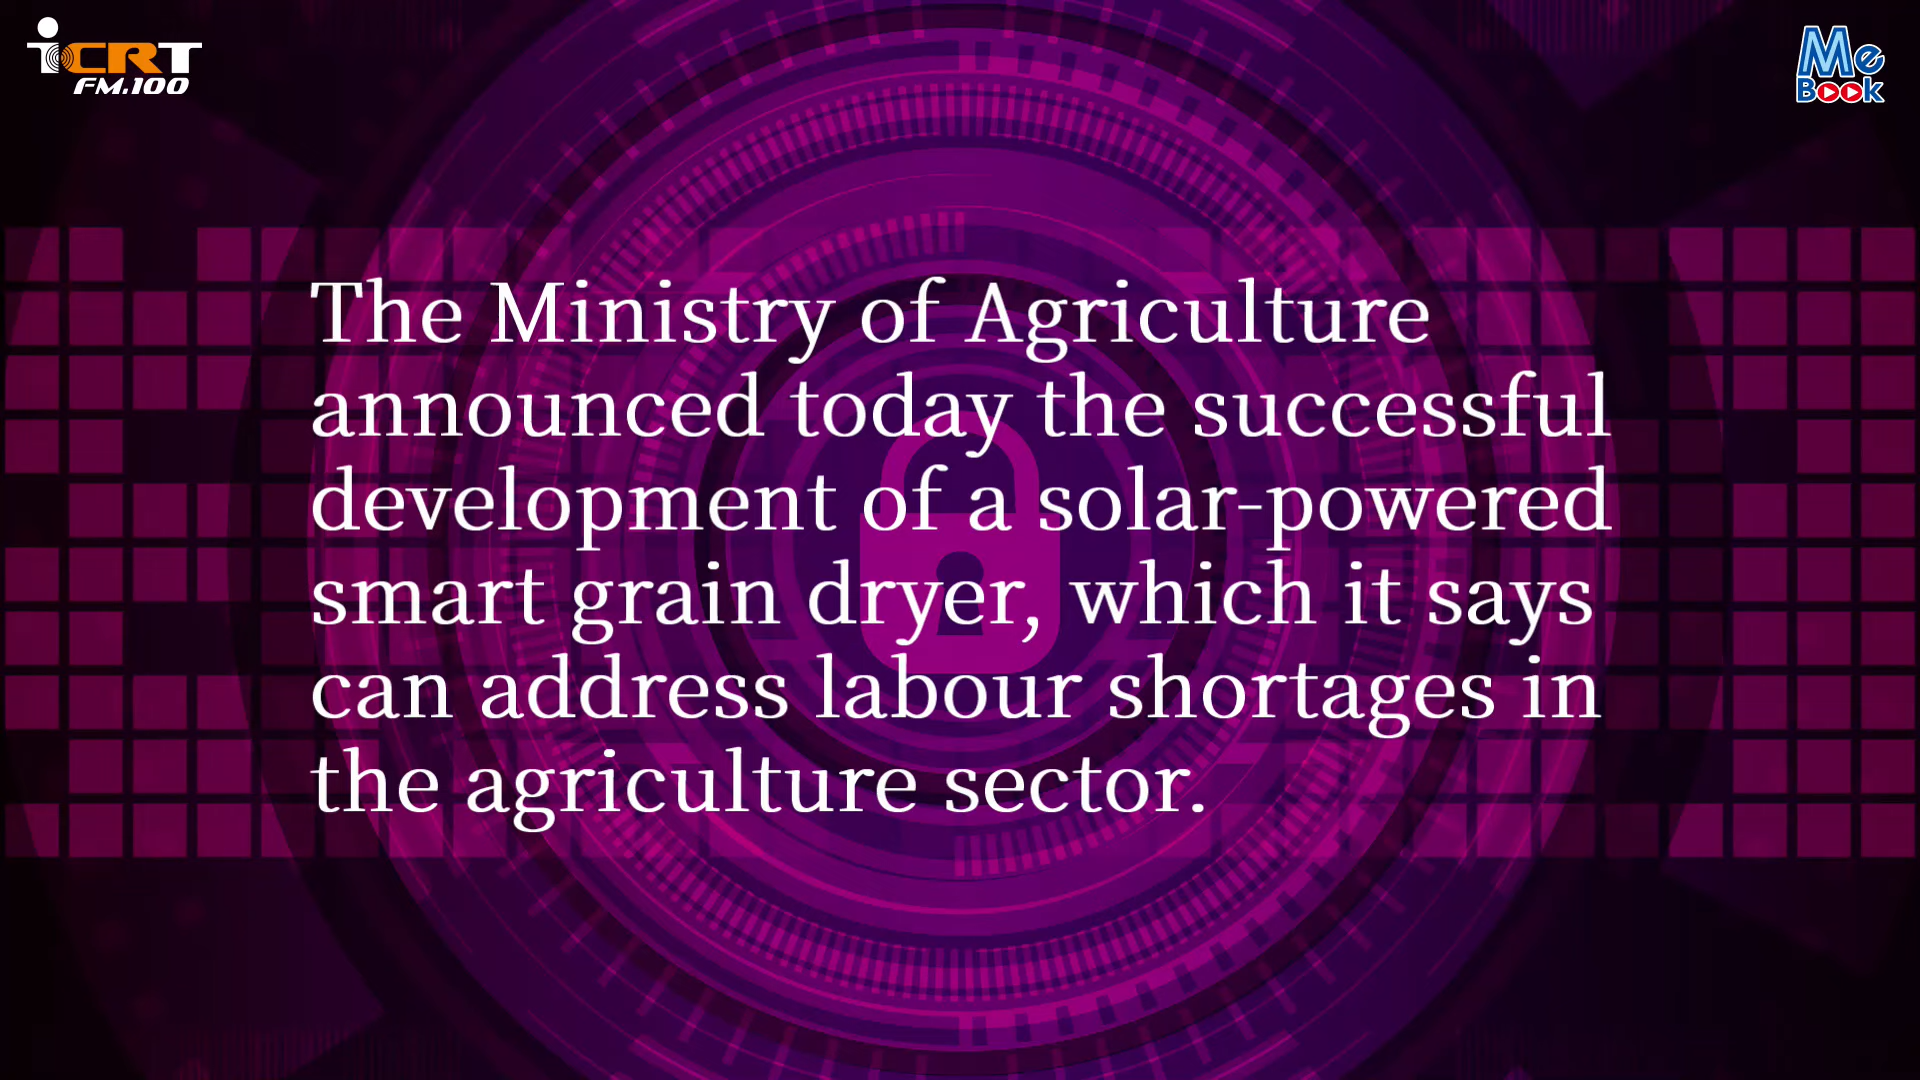 iCRT
FM.100
Me
Book
The Ministry of Agriculture
announced today the successful
development of a solar-powered
smart grain dryer, which it says
can address labour shortages in
the agriculture sector.